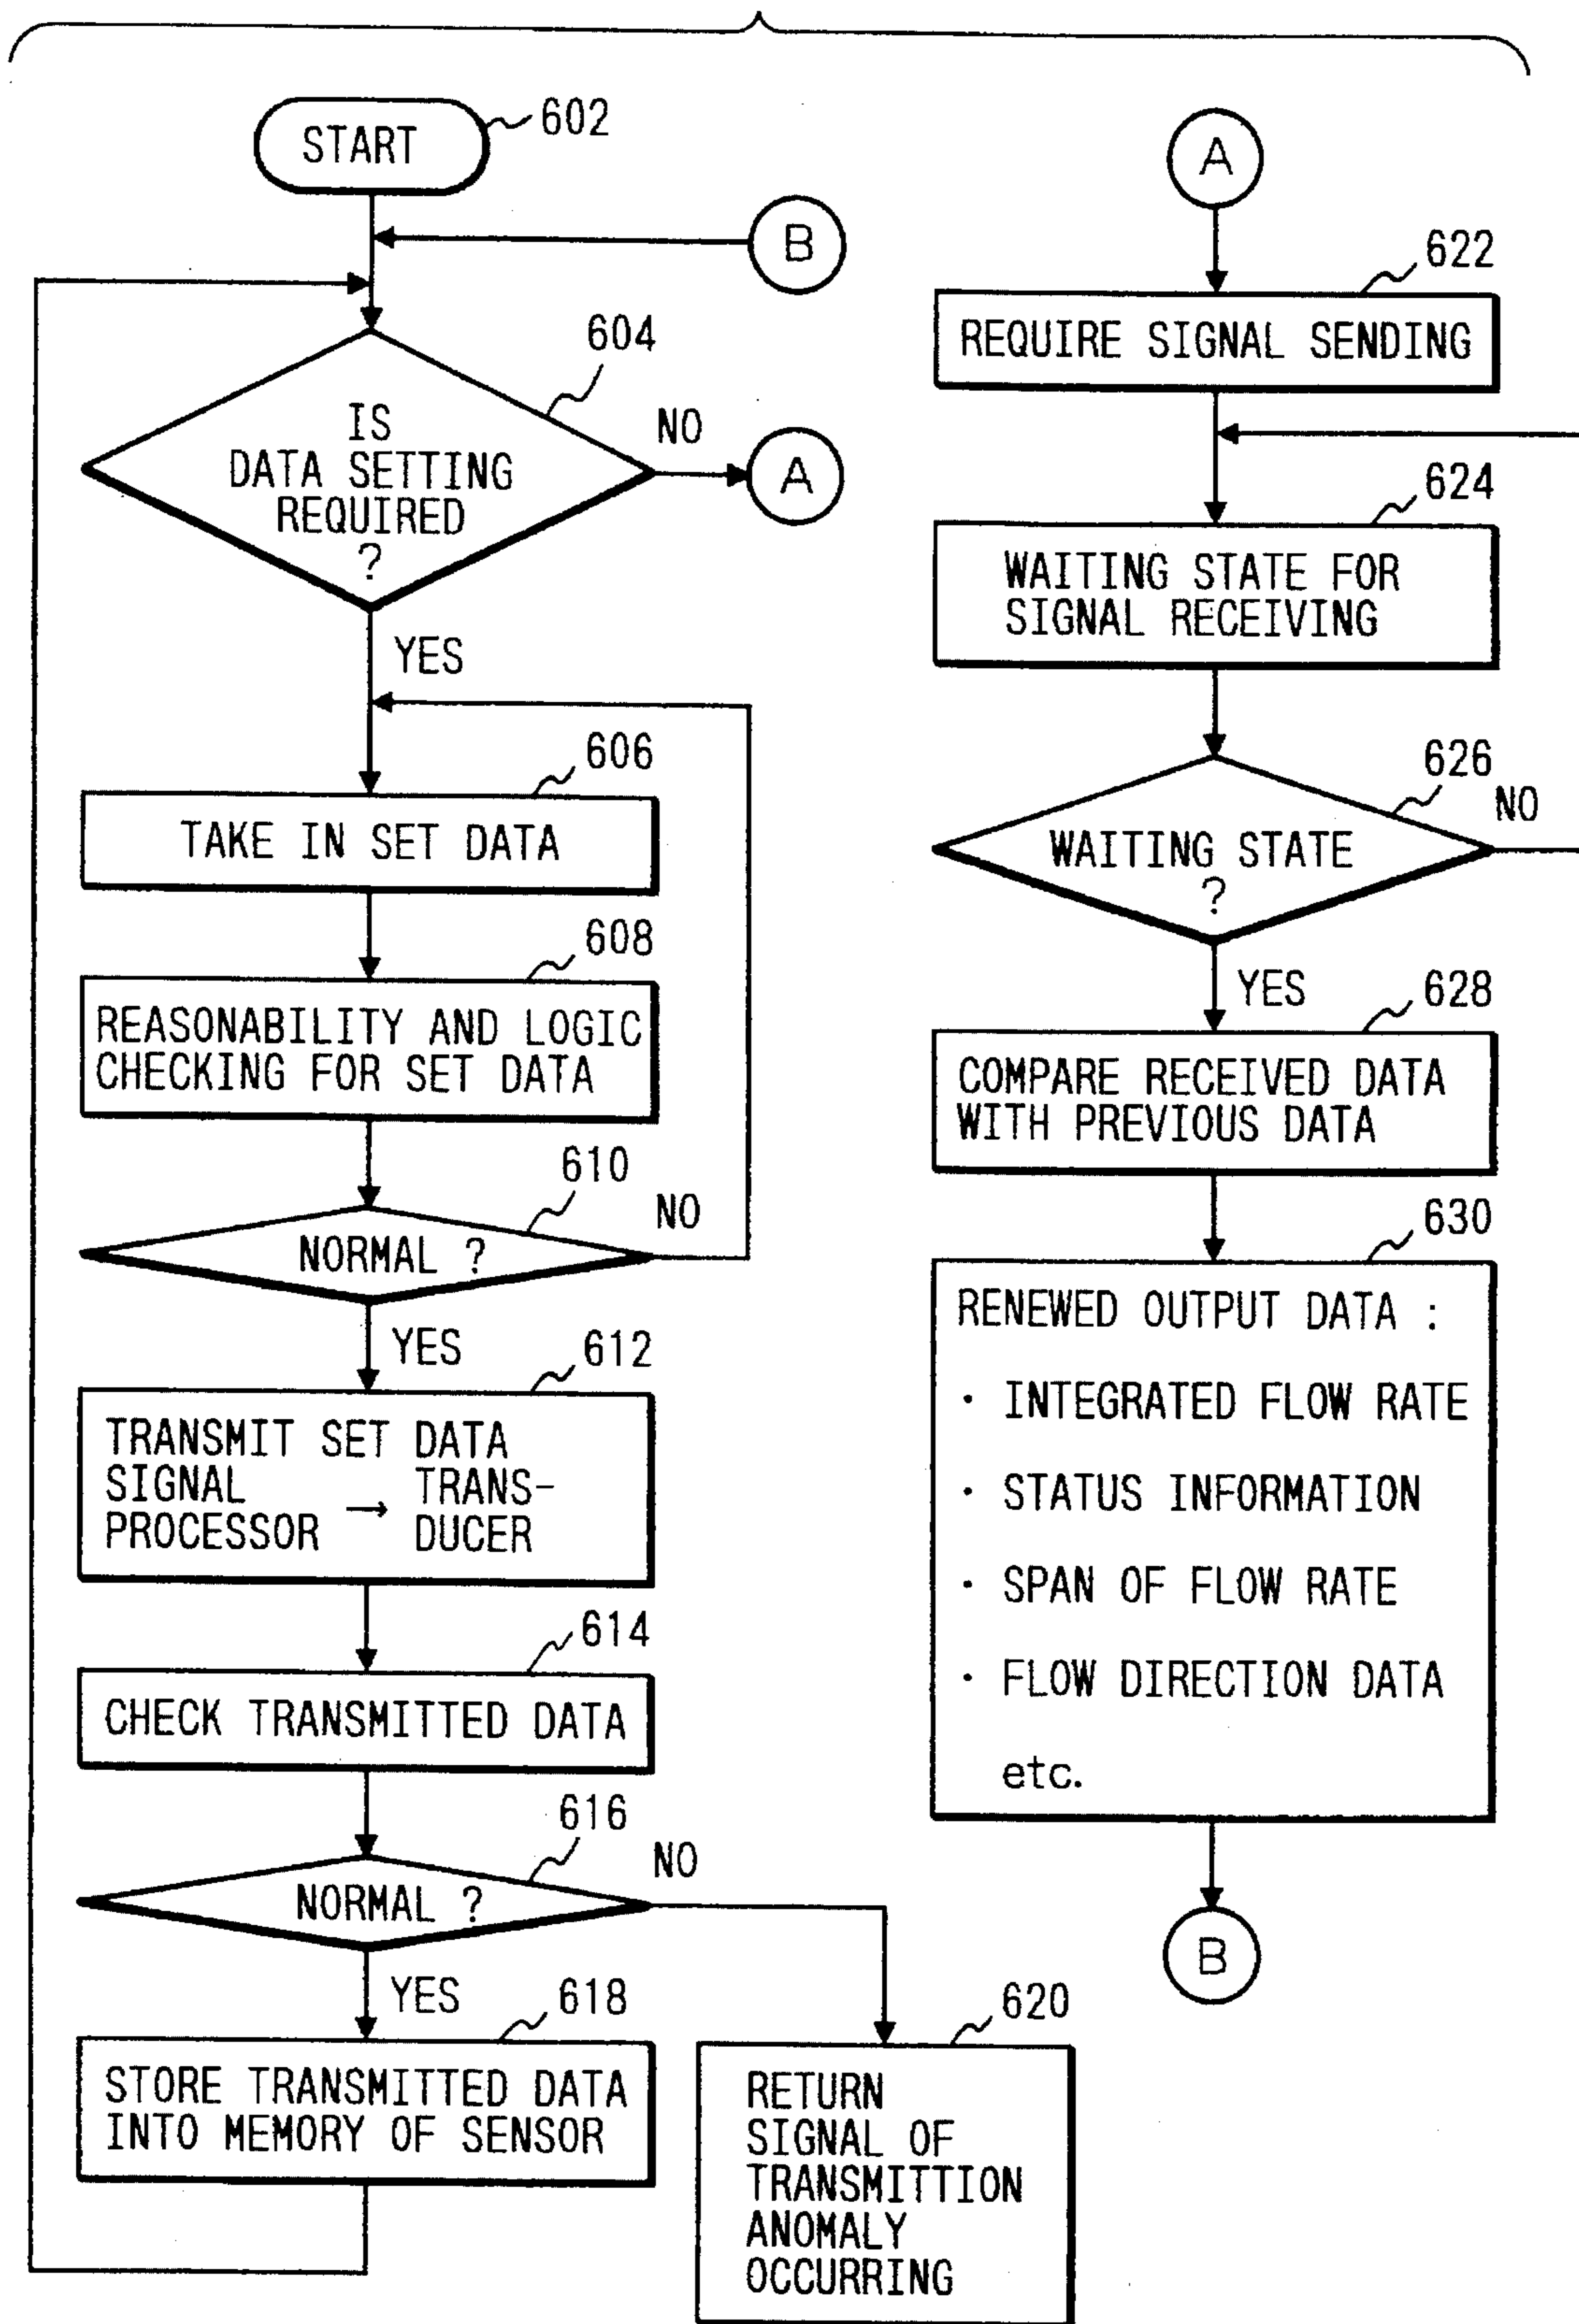 START
602
B
604
IS
DATA SETTING
REQUIRED
?
NO
A
YES
606
TAKE IN SET DATA
608
REASONABILITY AND LOGIC
CHECKING FOR SET DATA
610
NORMAL ?
NO
YES
612
TRANSMIT SET DATA
SIGNAL PROCESSOR → TRANS-DUCER
614
CHECK TRANSMITTED DATA
616
NORMAL ?
NO
YES
618
STORE TRANSMITTED DATA
INTO MEMORY OF SENSOR
620
RETURN
SIGNAL OF
TRANSMITTION
ANOMALY
OCCURRING
A
622
REQUIRE SIGNAL SENDING
624
WAITING STATE FOR
SIGNAL RECEIVING
626
WAITING STATE
?
NO
YES
628
COMPARE RECEIVED DATA
WITH PREVIOUS DATA
630
RENEWED OUTPUT DATA :
· INTEGRATED FLOW RATE
· STATUS INFORMATION
· SPAN OF FLOW RATE
· FLOW DIRECTION DATA
etc.
B